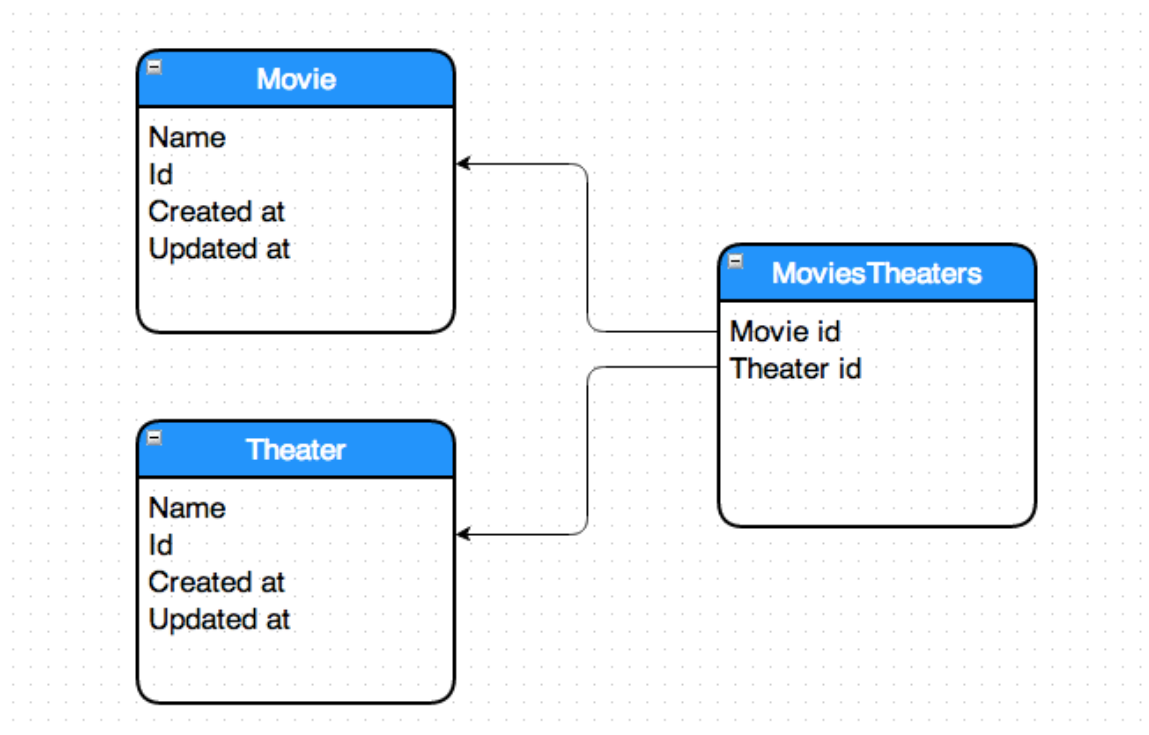 Movie
Name
Id
Created at
Updated at
MoviesTheaters
Movie id
Theater id
Theater
Name
Id
Created at
Updated at